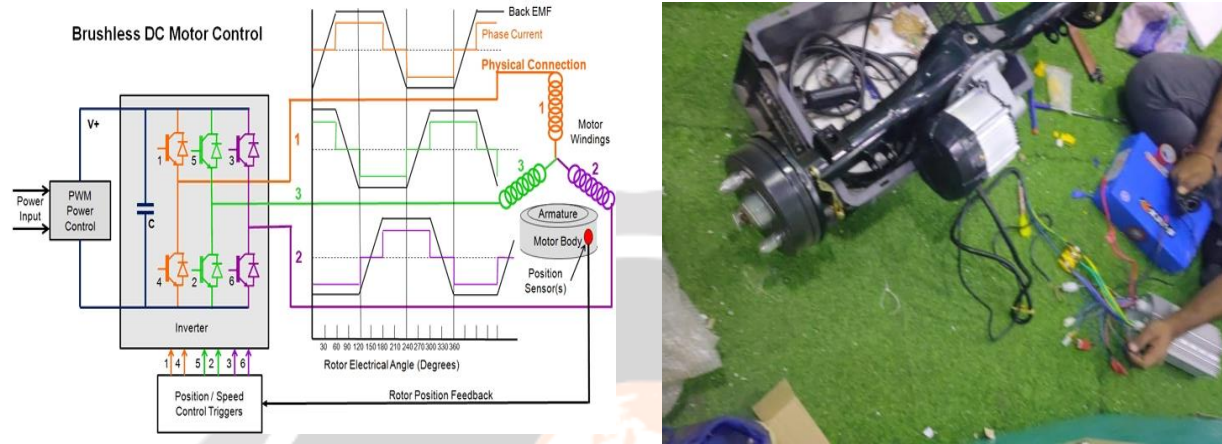 Brushless DC Motor Control
Back EMF
Phase Current
Physical Connection
V+
1
5
3
1
3
2
1
3
2
Motor
Windings
Power
Input
PWM
Power
Control
C
4
2
6
Inverter
Armature
Motor Body
Position
Sensor(s)
30 60 90 120 150 180 210 240 270 300 330 360
Rotor Electrical Angle (Degrees)
1 4 5 2 3 6
Position / Speed
Control Triggers
Rotor Position Feedback